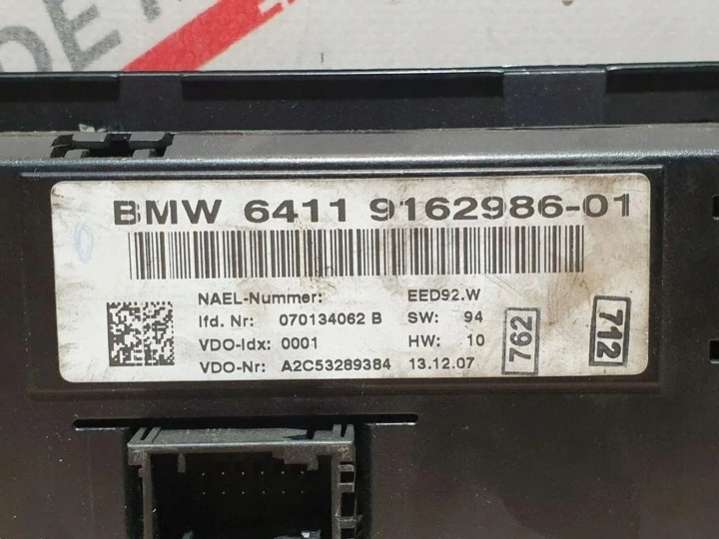 DEM
BMW 6411 9162986-01
NAEL-Nummer: EED92.W
lfd. Nr: 070134062 B SW: 94
VDO-Idx: 0001 HW: 10
VDO-Nr: A2C53289384 13.12.07
762
712